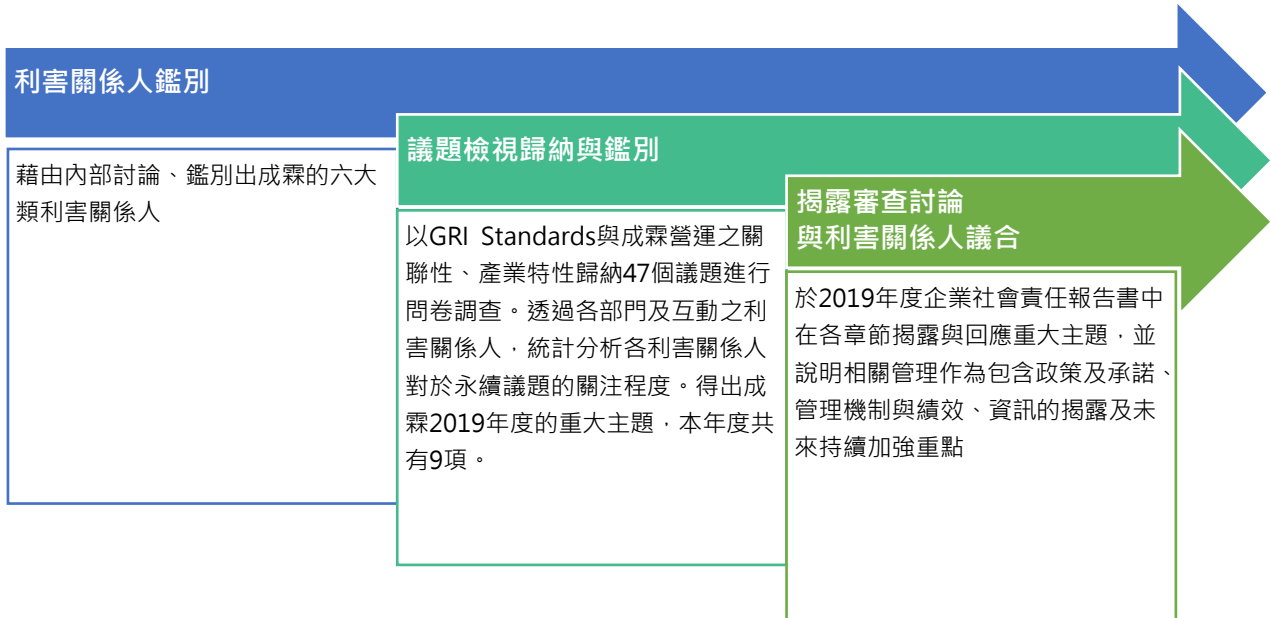 利害關係人鑑別
藉由內部討論、鑑別出成霖的六大
類利害關係人
議題檢視歸納與鑑別
以GRI Standards與成霖營運之關
聯性、產業特性歸納47個議題進行
問卷調查。透過各部門及互動之利
害關係人，統計分析各利害關係人
對於永續議題的關注程度。得出成
霖2019年度的重大主題，本年度共
有9項。
揭露審查討論
與利害關係人議合
於2019年度企業社會責任報告書中
在各章節揭露與回應重大主題，並
說明相關管理作為包含政策及承諾、
管理機制與績效、資訊的揭露及未
來持續加強重點